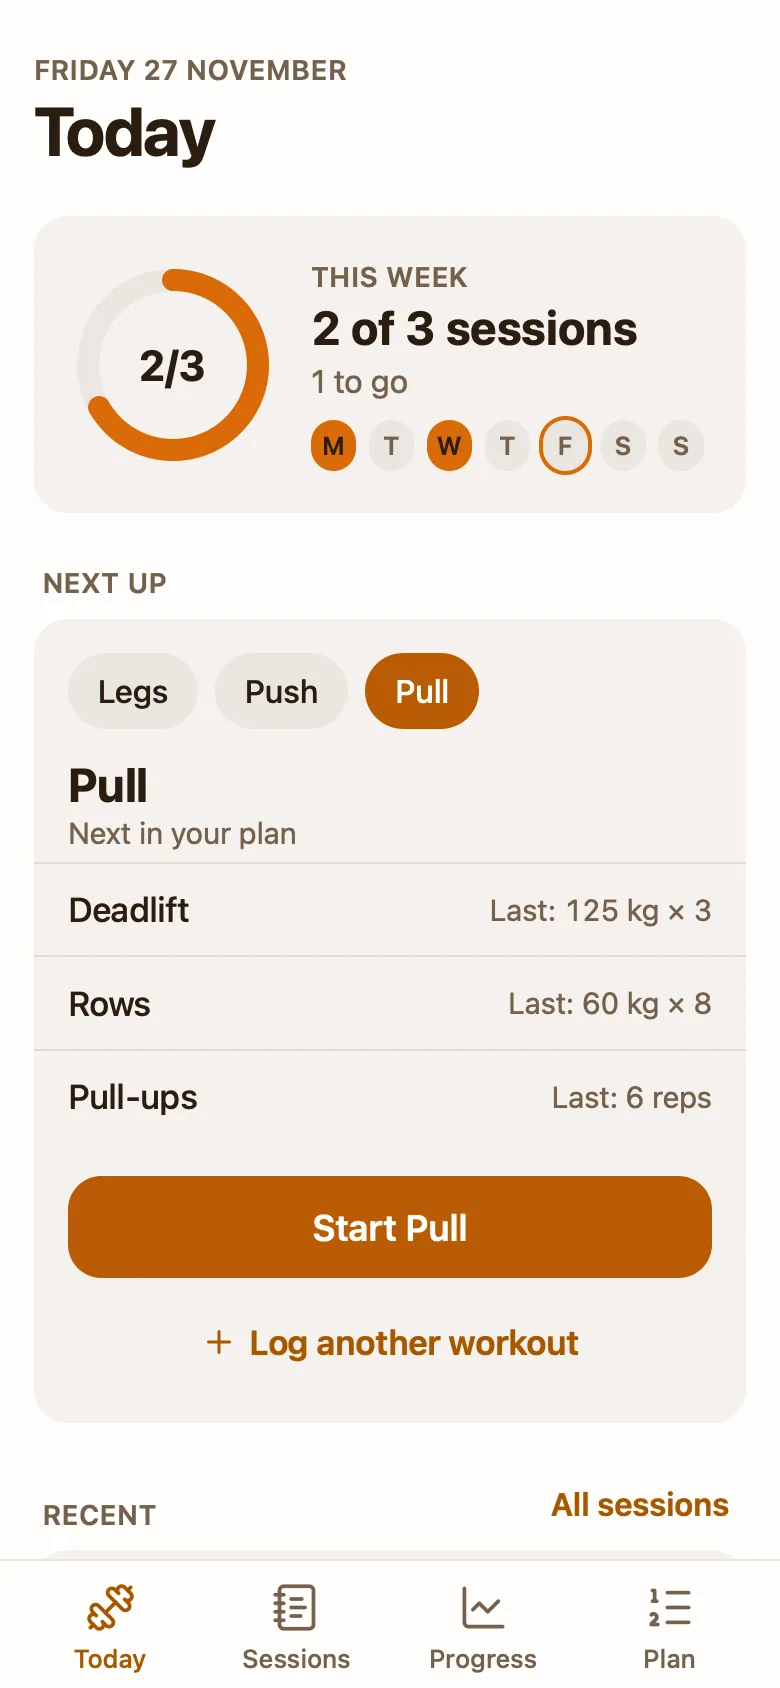 FRIDAY 27 NOVEMBER
Today
2/3
THIS WEEK
2 of 3 sessions
1 to go
M T W T F S S
NEXT UP
Legs Push Pull
Pull
Next in your plan
Deadlift Last: 125 kg × 3
Rows Last: 60 kg × 8
Pull-ups Last: 6 reps
Start Pull
+ Log another workout
RECENT All sessions
Today Sessions Progress Plan